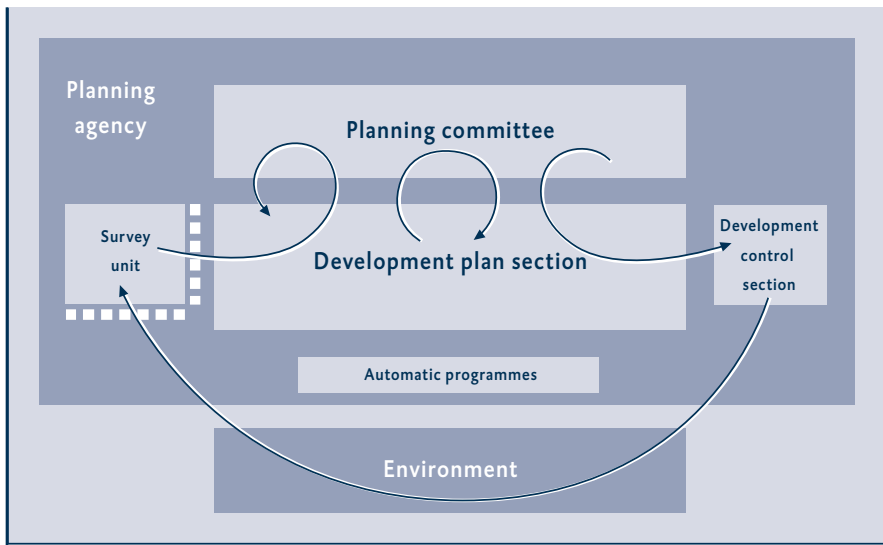 Planning
agency
Planning committee
Survey
unit
Development plan section
Development
control
section
Automatic programmes
Environment